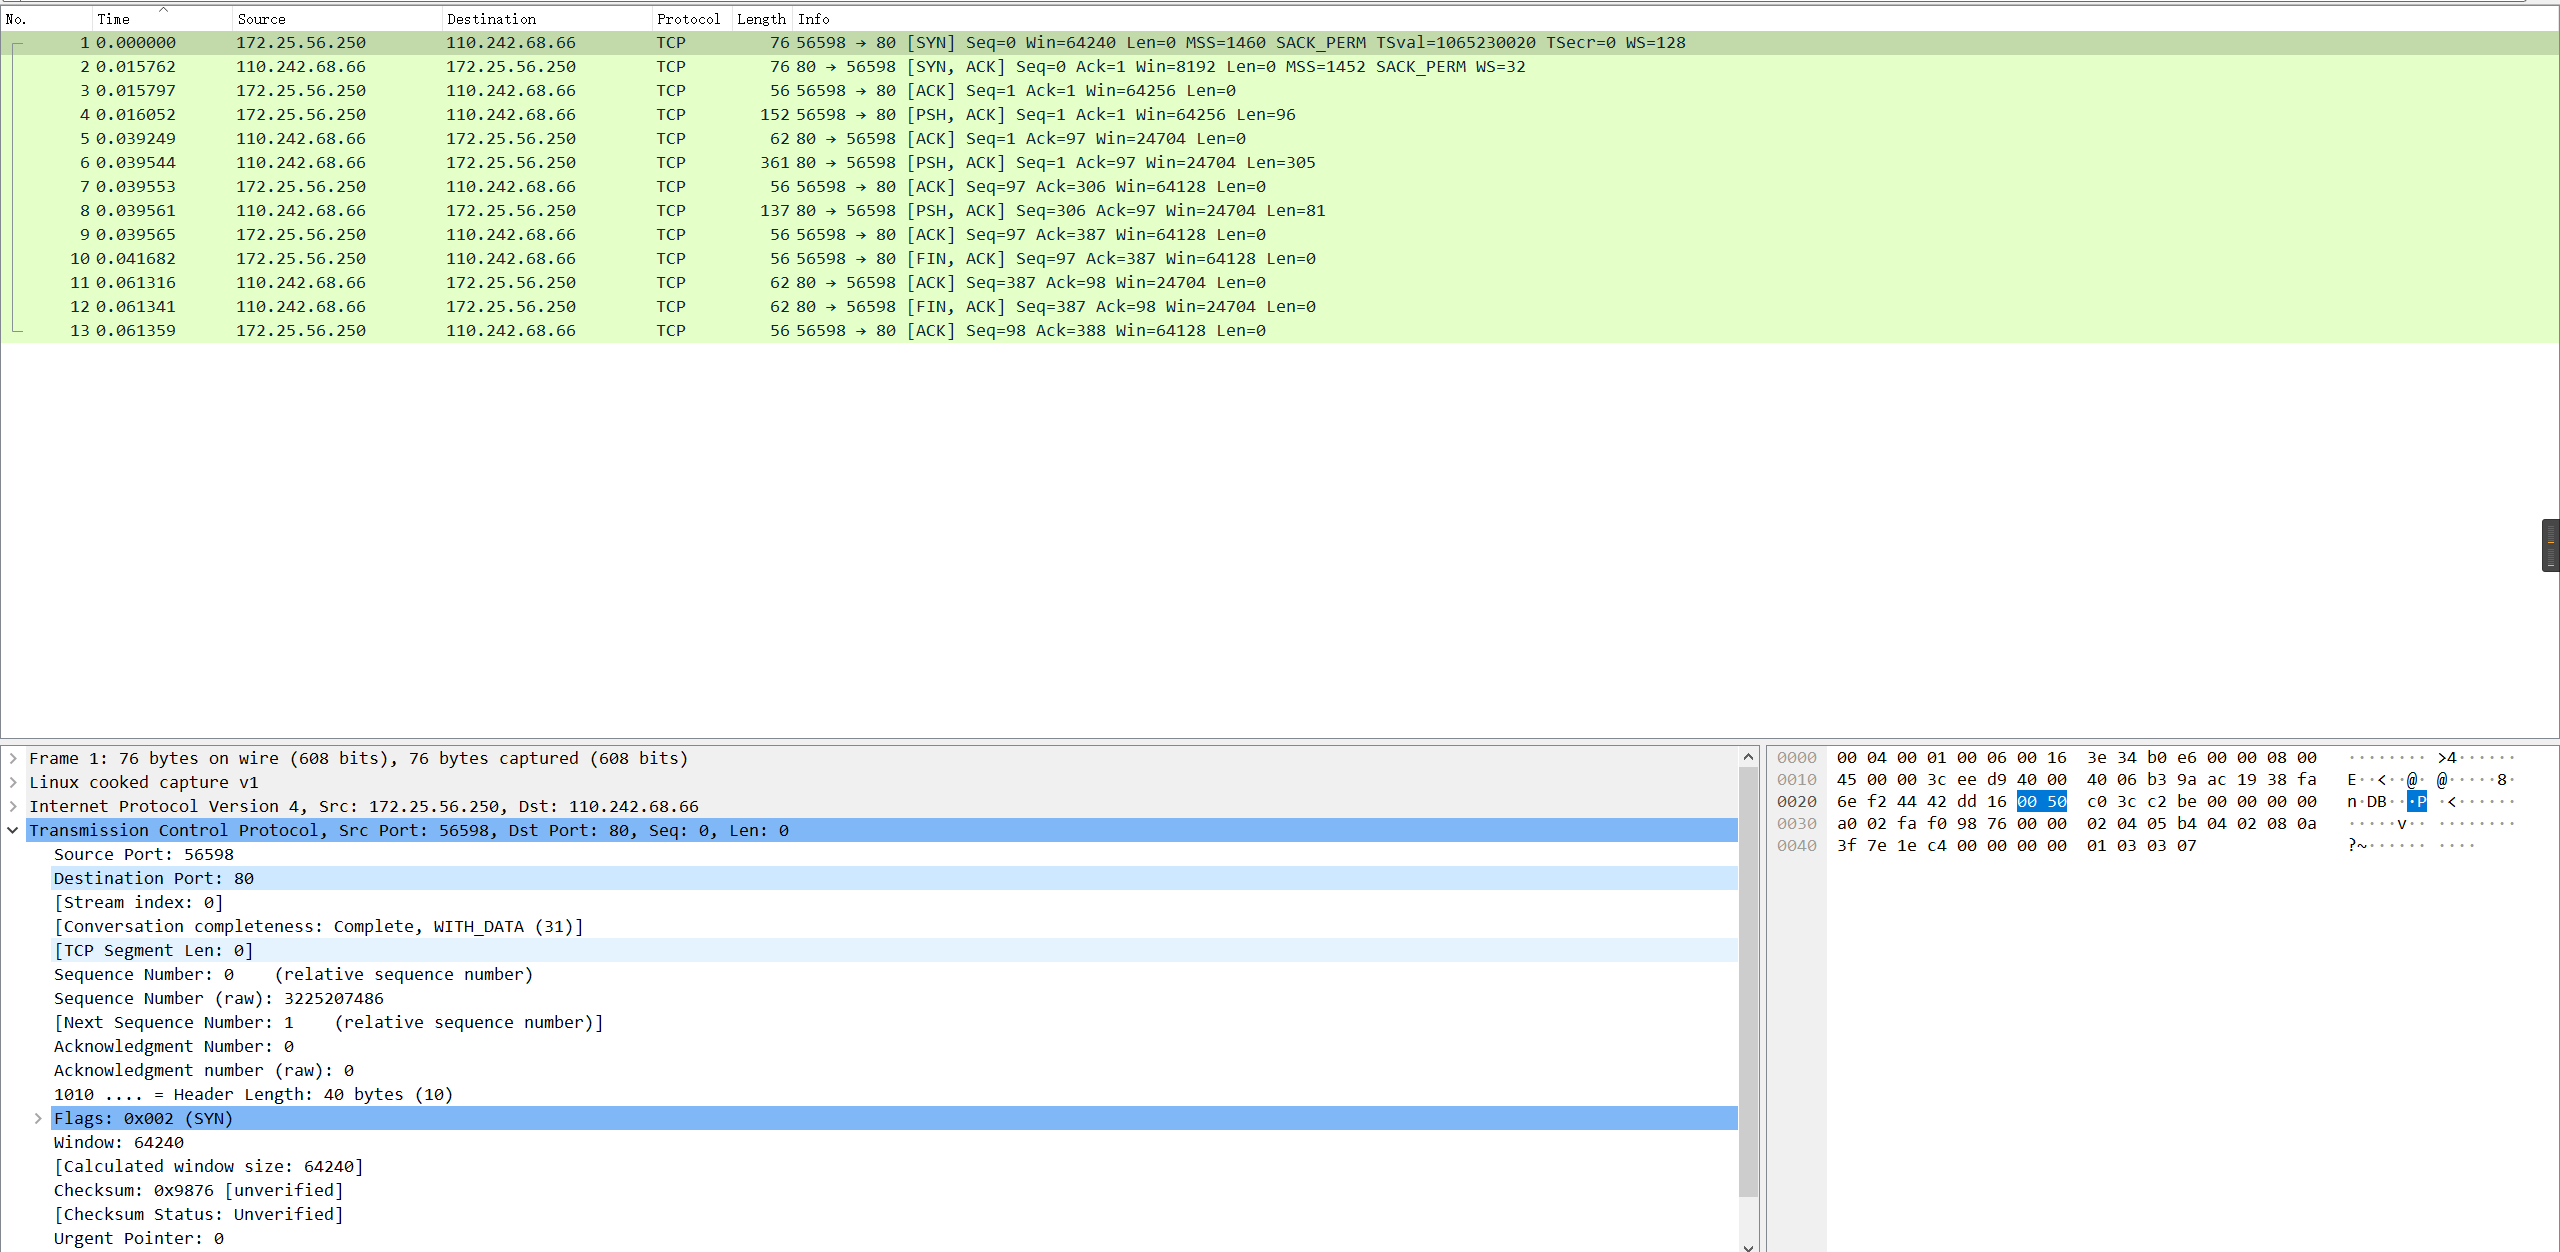 No. Time Source Destination Protocol Length Info
1 0.000000 172.25.56.250 110.242.68.66 TCP 76 56598 → 80 [SYN] Seq=0 Win=64240 Len=0 MSS=1460 SACK_PERM TSval=1065230020 TSecr=0 WS=128
2 0.015762 110.242.68.66 172.25.56.250 TCP 76 80 → 56598 [SYN, ACK] Seq=0 Ack=1 Win=8192 Len=0 MSS=1452 SACK_PERM WS=32
3 0.015797 172.25.56.250 110.242.68.66 TCP 56 56598 → 80 [ACK] Seq=1 Ack=1 Win=64256 Len=0
4 0.016052 172.25.56.250 110.242.68.66 TCP 152 56598 → 80 [PSH, ACK] Seq=1 Ack=1 Win=64256 Len=96
5 0.039249 110.242.68.66 172.25.56.250 TCP 62 80 → 56598 [ACK] Seq=1 Ack=97 Win=24704 Len=0
6 0.039544 110.242.68.66 172.25.56.250 TCP 361 80 → 56598 [PSH, ACK] Seq=1 Ack=97 Win=24704 Len=305
7 0.039553 172.25.56.250 110.242.68.66 TCP 56 56598 → 80 [ACK] Seq=97 Ack=306 Win=64128 Len=0
8 0.039561 110.242.68.66 172.25.56.250 TCP 137 80 → 56598 [PSH, ACK] Seq=306 Ack=97 Win=24704 Len=81
9 0.039565 172.25.56.250 110.242.68.66 TCP 56 56598 → 80 [ACK] Seq=97 Ack=387 Win=64128 Len=0
10 0.041682 172.25.56.250 110.242.68.66 TCP 56 56598 → 80 [FIN, ACK] Seq=97 Ack=387 Win=64128 Len=0
11 0.061316 110.242.68.66 172.25.56.250 TCP 62 80 → 56598 [ACK] Seq=387 Ack=98 Win=24704 Len=0
12 0.061341 110.242.68.66 172.25.56.250 TCP 62 80 → 56598 [FIN, ACK] Seq=387 Ack=98 Win=24704 Len=0
13 0.061359 172.25.56.250 110.242.68.66 TCP 56 56598 → 80 [ACK] Seq=98 Ack=388 Win=64128 Len=0
Frame 1: 76 bytes on wire (608 bits), 76 bytes captured (608 bits)
Linux cooked capture v1
Internet Protocol Version 4, Src: 172.25.56.250, Dst: 110.242.68.66
Transmission Control Protocol, Src Port: 56598, Dst Port: 80, Seq: 0, Len: 0
Source Port: 56598
Destination Port: 80
[Stream index: 0]
[Conversation completeness: Complete, WITH_DATA (31)]
[TCP Segment Len: 0]
Sequence Number: 0    (relative sequence number)
Sequence Number (raw): 3225207486
[Next Sequence Number: 1    (relative sequence number)]
Acknowledgment Number: 0
Acknowledgment number (raw): 0
1010 .... = Header Length: 40 bytes (10)
Flags: 0x002 (SYN)
Window: 64240
[Calculated window size: 64240]
Checksum: 0x9876 [unverified]
[Checksum Status: Unverified]
Urgent Pointer: 0
0000 00 04 00 01 00 06 00 16 3e 34 b0 e6 00 00 08 00 ········ >4······
0010 45 00 00 3c ee d9 40 00 40 06 b3 9a ac 19 38 fa E··<··@· @·····8·
0020 6e f2 44 42 dd 16 00 50 c0 3c c2 be 00 00 00 00 n·DB···P ·<······
0030 a0 02 fa f0 98 76 00 00 02 04 05 b4 04 02 08 0a ·····v·· ········
0040 3f 7e 1e c4 00 00 00 00 01 03 03 07 ?~······ ····